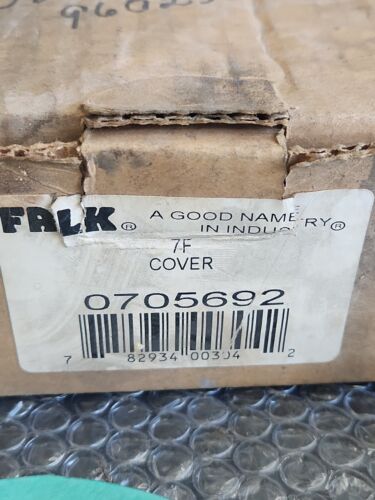 FALK® A GOOD NAME
IN INDUSTRY®
7F
COVER
0705692
7 82934 00304 2